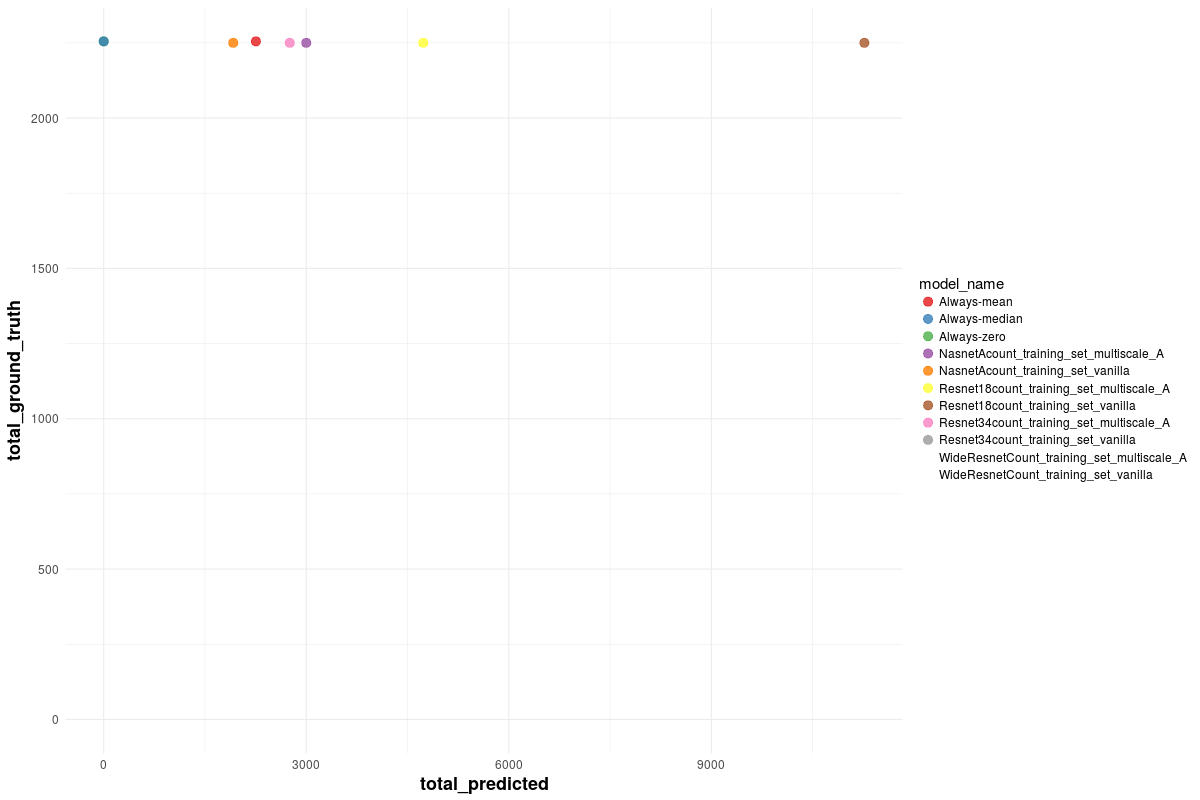 2000
1500
1000
500
0
total_ground_truth
0 3000 6000 9000
total_predicted
model_name
Always-mean
Always-median
Always-zero
NasnetAcount_training_set_multiscale_A
NasnetAcount_training_set_vanilla
Resnet18count_training_set_multiscale_A
Resnet18count_training_set_vanilla
Resnet34count_training_set_multiscale_A
Resnet34count_training_set_vanilla
WideResnetCount_training_set_multiscale_A
WideResnetCount_training_set_vanilla